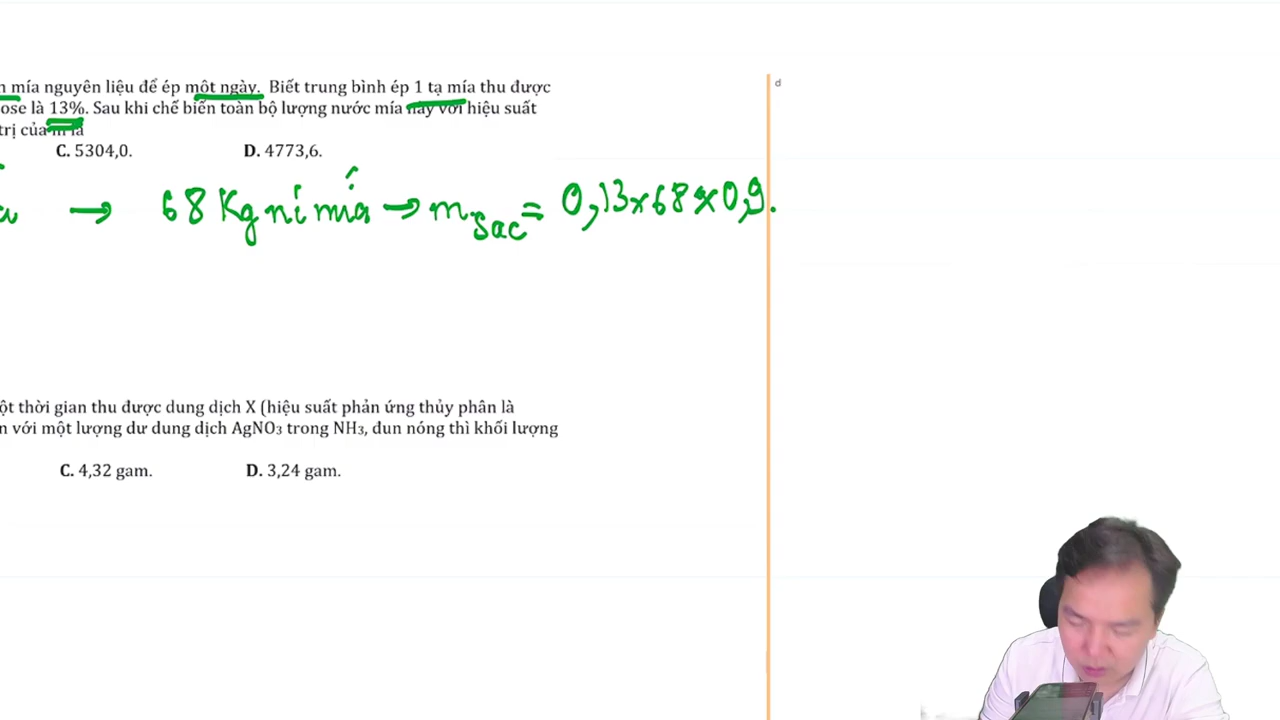 mía nguyên liệu để ép một ngày. Biết trung bình ép 1 tạ mía thu được
d
ose là 13%. Sau khi chế biến toàn bộ lượng nước mía này với hiệu suất
trị của m là
C. 5304,0. D. 4773,6.
→ 68 Kg ní mía → m sac = 0,13x68x0,9.
ột thời gian thu được dung dịch X (hiệu suất phản ứng thủy phân là
n với một lượng dư dung dịch AgNO₃ trong NH₃, đun nóng thì khối lượng
C. 4,32 gam. D. 3,24 gam.